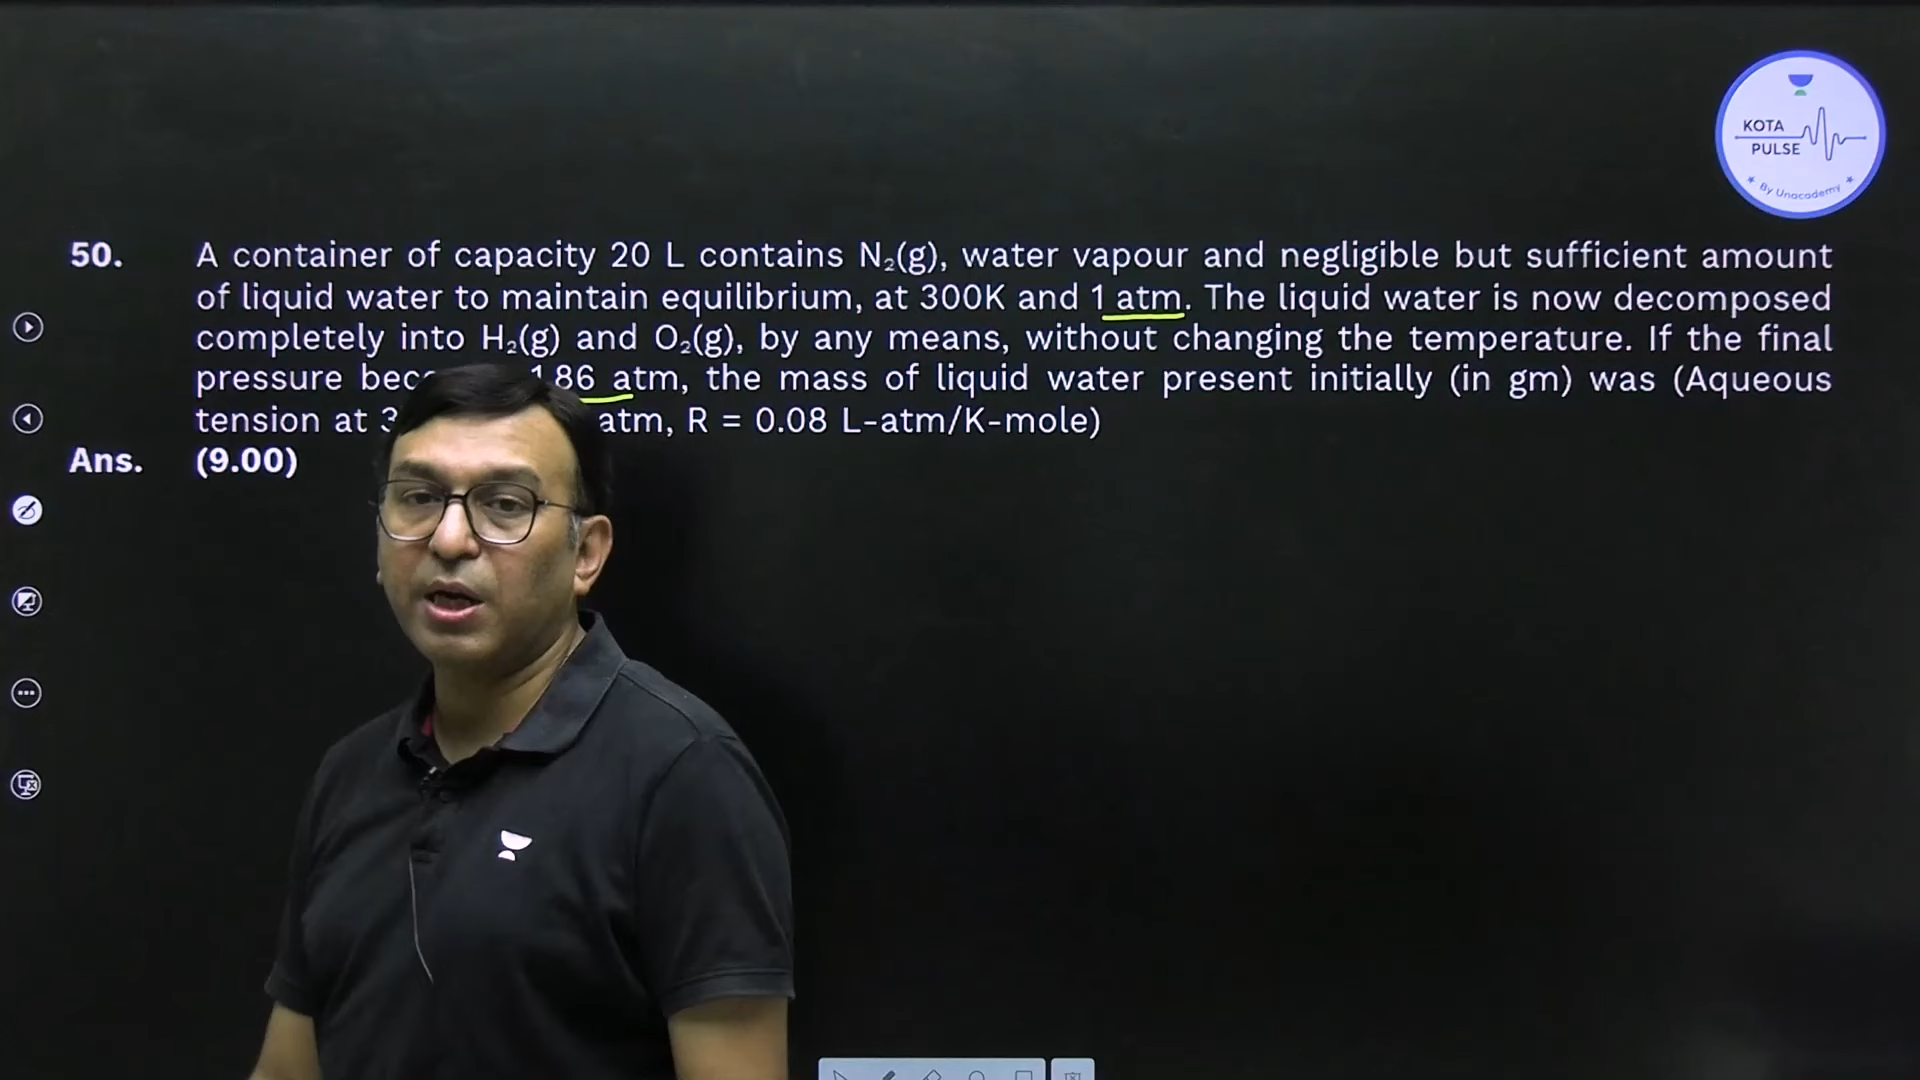 KOTA
PULSE
By Unacademy
50. A container of capacity 20 L contains N₂(g), water vapour and negligible but sufficient amount
of liquid water to maintain equilibrium, at 300K and 1 atm. The liquid water is now decomposed
completely into H₂(g) and O₂(g), by any means, without changing the temperature. If the final
pressure 1.86 atm, the mass of liquid water present initially (in gm) was (Aqueous
tension at atm, R = 0.08 L-atm/K-mole)
Ans. (9.00)